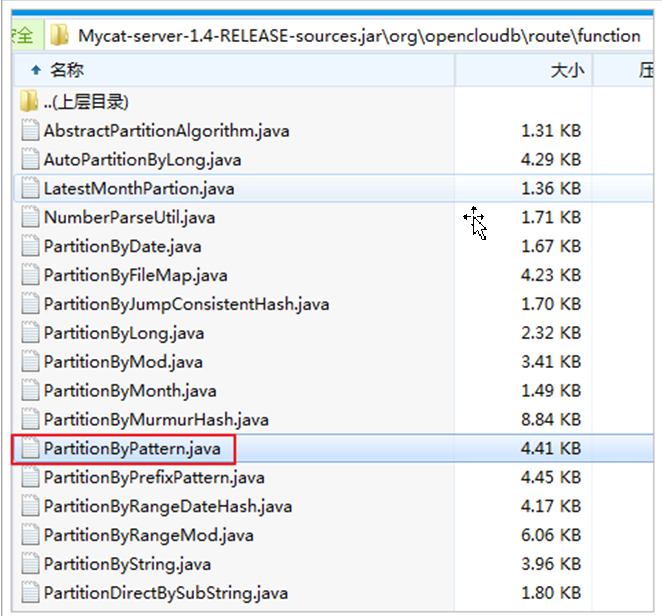 安全 Mycat-server-1.4-RELEASE-sources.jar\org\opencloudb\route\function
名称 大小 压
..(上层目录)
AbstractPartitionAlgorithm.java 1.31 KB
AutoPartitionByLong.java 4.29 KB
LatestMonthPartion.java 1.36 KB
NumberParseUtil.java 1.71 KB
PartitionByDate.java 1.67 KB
PartitionByFileMap.java 4.23 KB
PartitionByJumpConsistentHash.java 1.70 KB
PartitionByLong.java 2.32 KB
PartitionByMod.java 3.41 KB
PartitionByMonth.java 1.49 KB
PartitionByMurmurHash.java 8.84 KB
PartitionByPattern.java 4.41 KB
PartitionByPrefixPattern.java 4.45 KB
PartitionByRangeDateHash.java 4.17 KB
PartitionByRangeMod.java 6.06 KB
PartitionByString.java 3.96 KB
PartitionDirectBySubString.java 1.80 KB